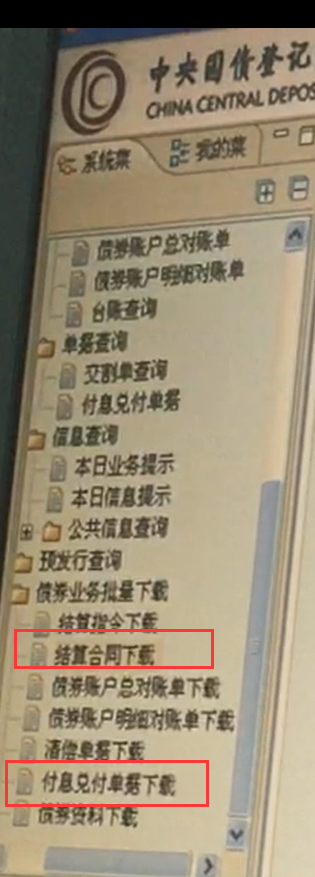 中央国债登记
CHINA CENTRAL DEPOS
系统菜
我的菜
债券账户总对账单
债券账户明细对账单
台账查询
单据查询
交割单查询
付息兑付单据
信息查询
本日业务提示
本日信息提示
公共信息查询
预发行查询
债券业务批量下载
结算指令下载
结算合同下载
债券账户总对账单下载
债券账户明细对账单下载
清偿单据下载
付息兑付单据下载
债券资料下载